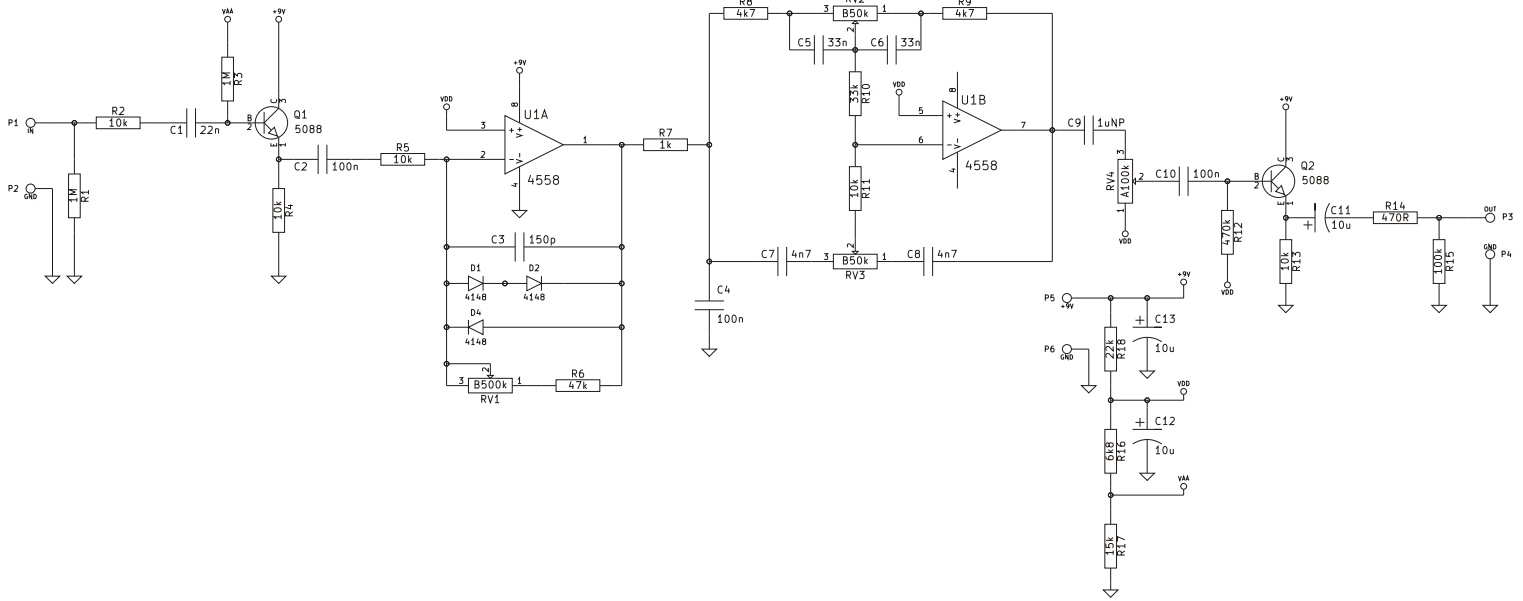 P1
IN
P2
GND
R1
1M
R2
10k
C1
22n
VAA
R3
1M
+9V
Q1
5088
C
3
B
2
E
1
R4
10k
C2
100n
R5
10k
VDD
+9V
U1A
4558
8
3
2
1
4
+
V+
-
V-
C3
150p
D1
4148
D2
4148
D4
4148
2
3
B500k
1
RV1
R6
47k
R7
1k
C4
100n
R8
4k7
3
B50k
1
2
RV2
R9
4k7
C5
33n
C6
33n
33k
R10
VDD
U1B
4558
8
5
6
7
4
+
V+
-
V-
10k
R11
C7
4n7
2
3
B50k
1
RV3
C8
4n7
C9
1uNP
3
RV4
A100k
2
1
VDD
C10
100n
470k
R12
VDD
+9V
Q2
5088
C
3
B
2
E
1
10k
R13
C11
10u
+
R14
470R
100k
R15
OUT
P3
GND
P4
P5
+9V
+9V
P6
GND
22k
R18
+
C13
10u
VDD
6k8
R16
+
C12
10u
VAA
15k
R17